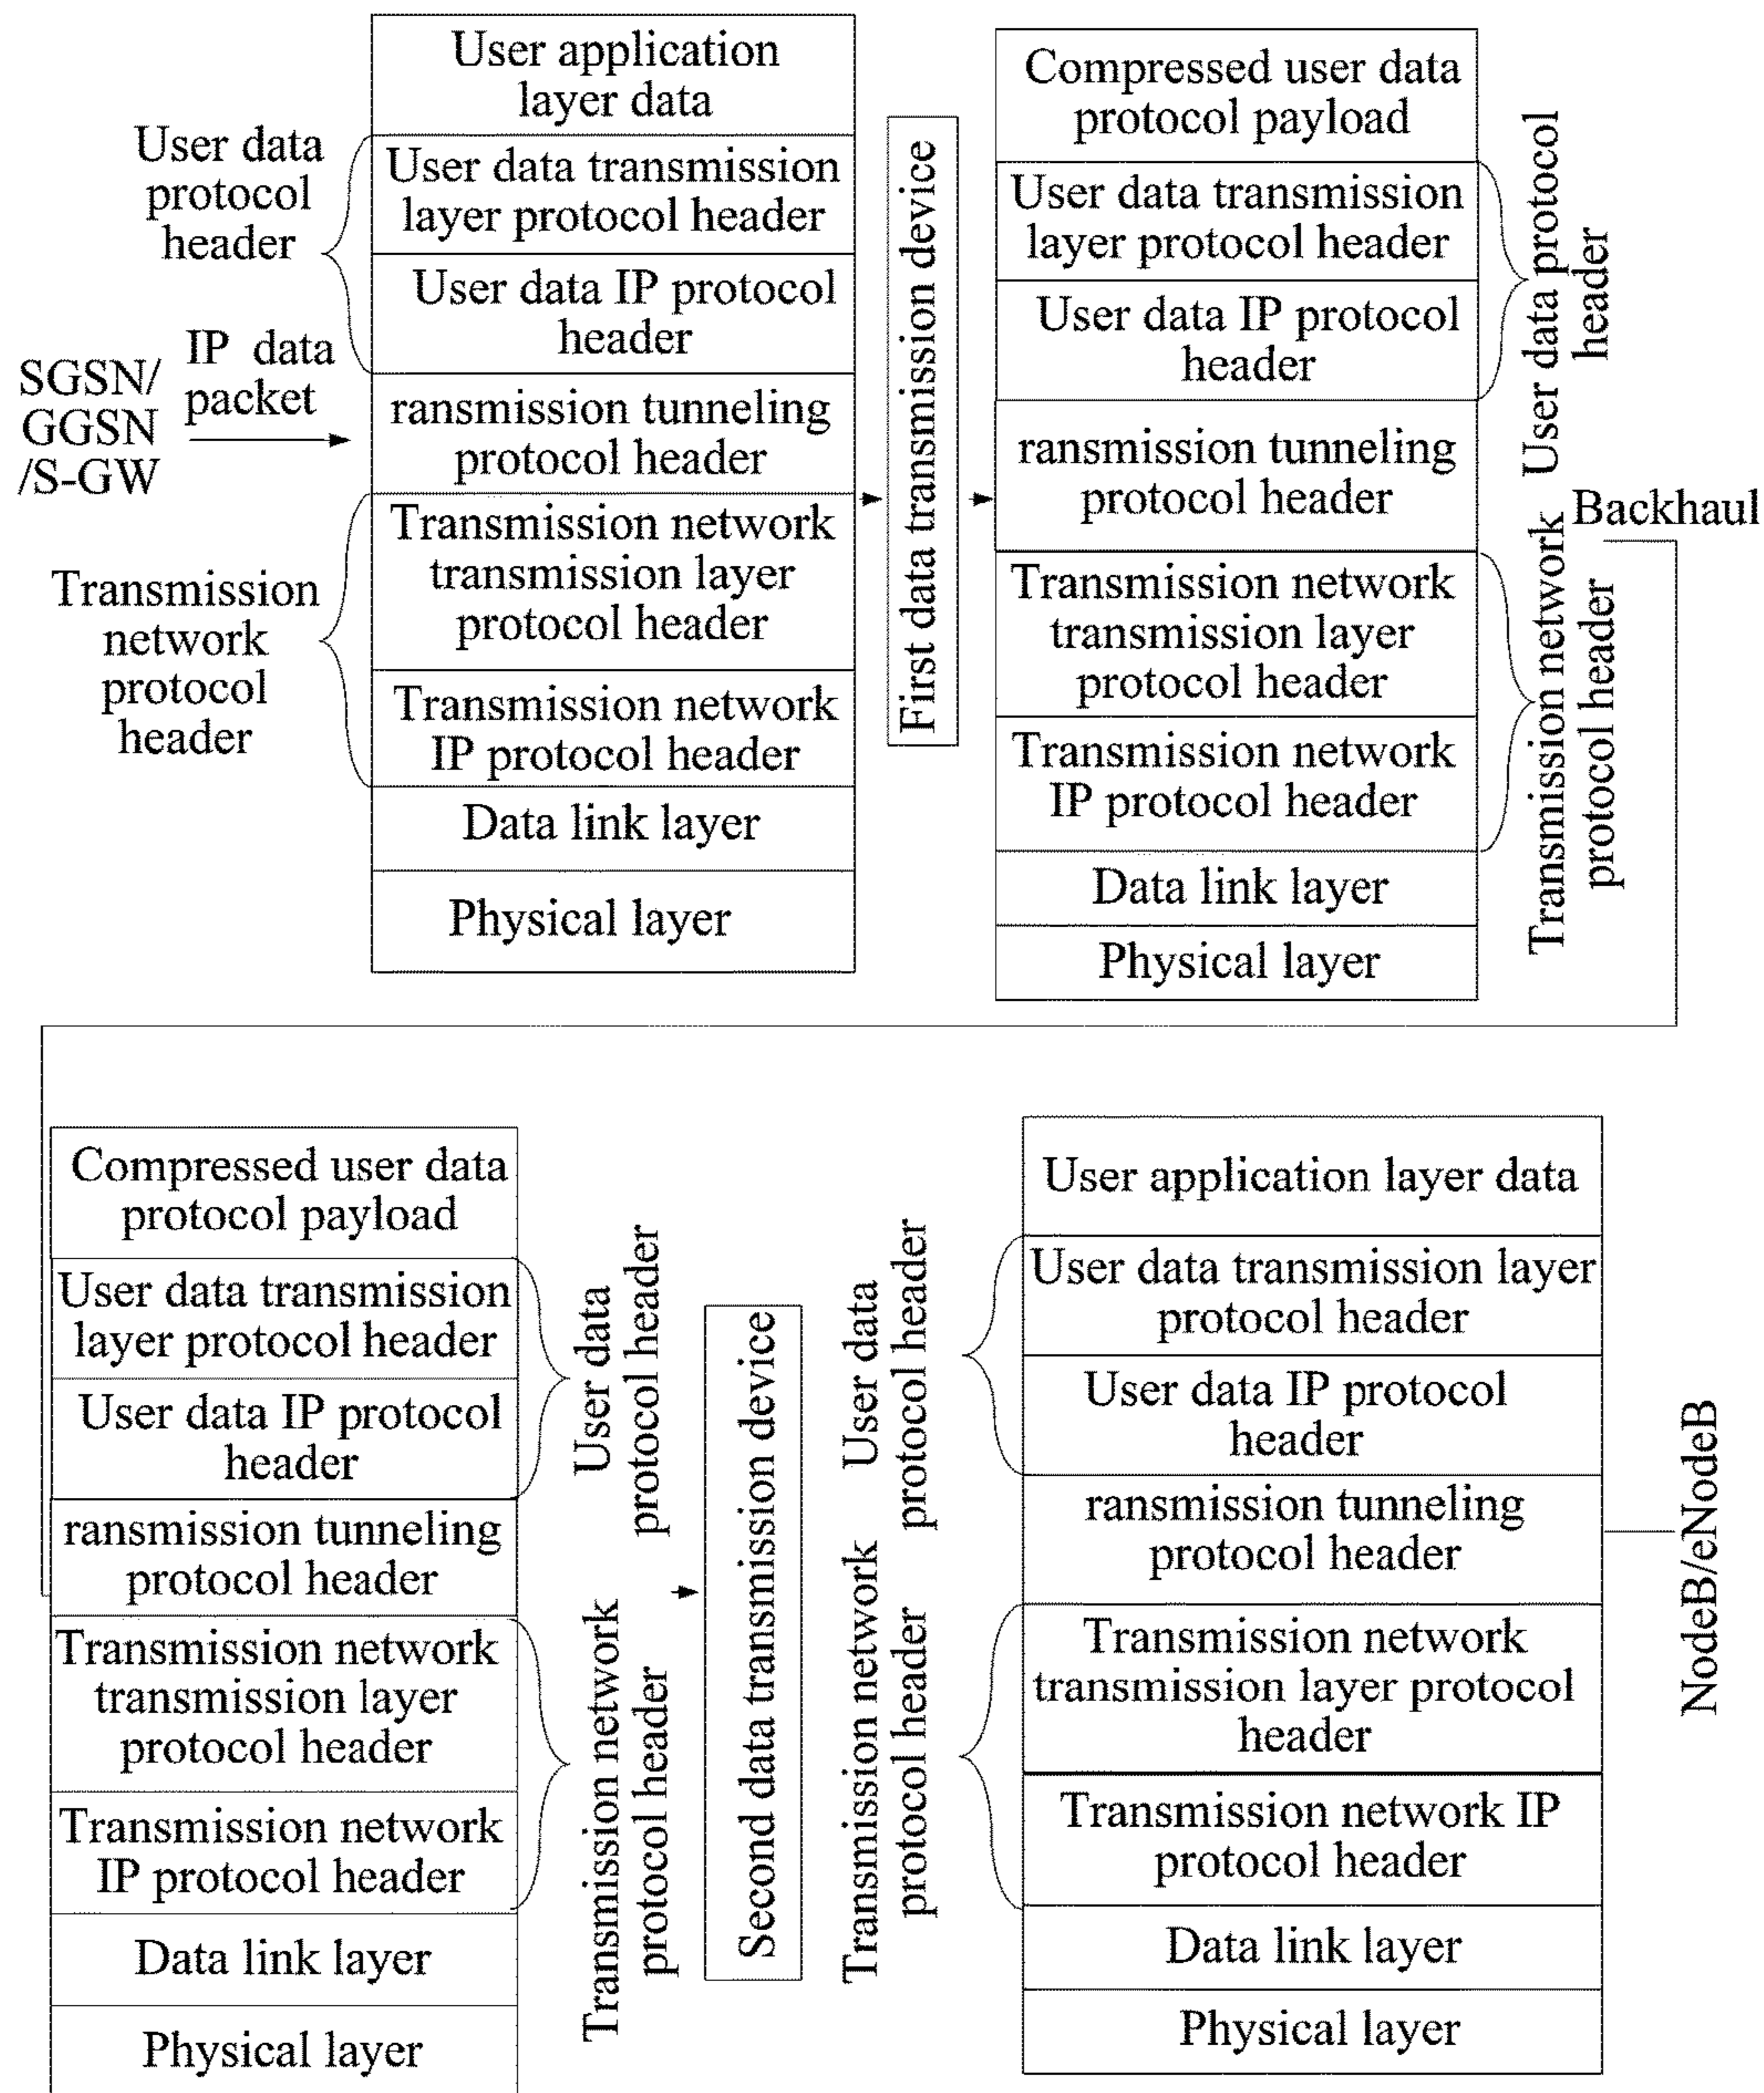 User application
layer data
User data transmission
layer protocol header
User data IP protocol
header
ransmission tunneling
protocol header
Transmission network
transmission layer
protocol header
Transmission network
IP protocol header
Data link layer
Physical layer
User data
protocol
header
SGSN/
GGSN
/S-GW
IP data
packet
Transmission
network
protocol
header
First data transmission device
Compressed user data
protocol payload
User data transmission
layer protocol header
User data IP protocol
header
ransmission tunneling
protocol header
Transmission network
transmission layer
protocol header
Transmission network
IP protocol header
Data link layer
Physical layer
User data protocol
header
Transmission network
protocol header
Backhaul
Compressed user data
protocol payload
User data transmission
layer protocol header
User data IP protocol
header
ransmission tunneling
protocol header
Transmission network
transmission layer
protocol header
Transmission network
IP protocol header
Data link layer
Physical layer
User data
protocol header
Transmission network
protocol header
Second data transmission device
User data
protocol header
Transmission network
protocol header
User application layer data
User data transmission layer
protocol header
User data IP protocol
header
ransmission tunneling
protocol header
Transmission network
transmission layer protocol
header
Transmission network IP
protocol header
Data link layer
Physical layer
NodeB/eNodeB